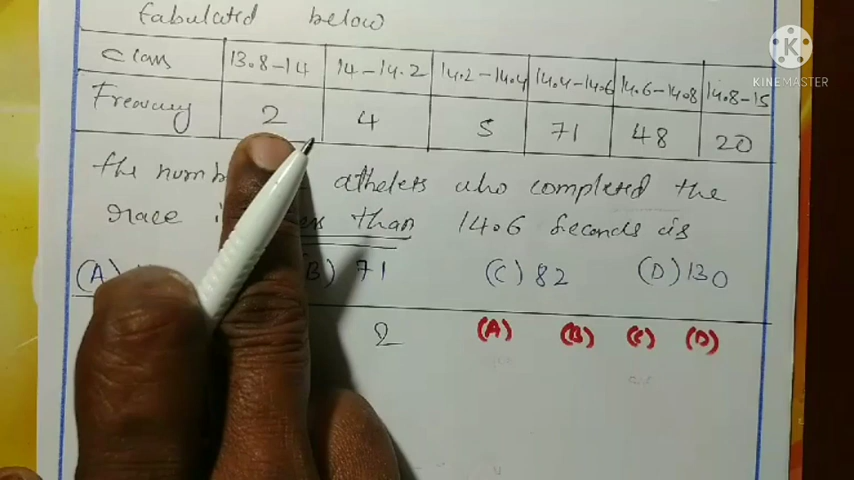 tabulated below
Class 13.8-14 14-14.2 14.2-14.4 14.4-14.6 14.6-14.8 14.8-15
Frequency 2 4 5 71 48 20
the numb athelets who completed the
race than 14.6 seconds is
(A) (B) 71 (C) 82 (D) 130
2 (A) (B) (C) (D)
K
KINEMASTER